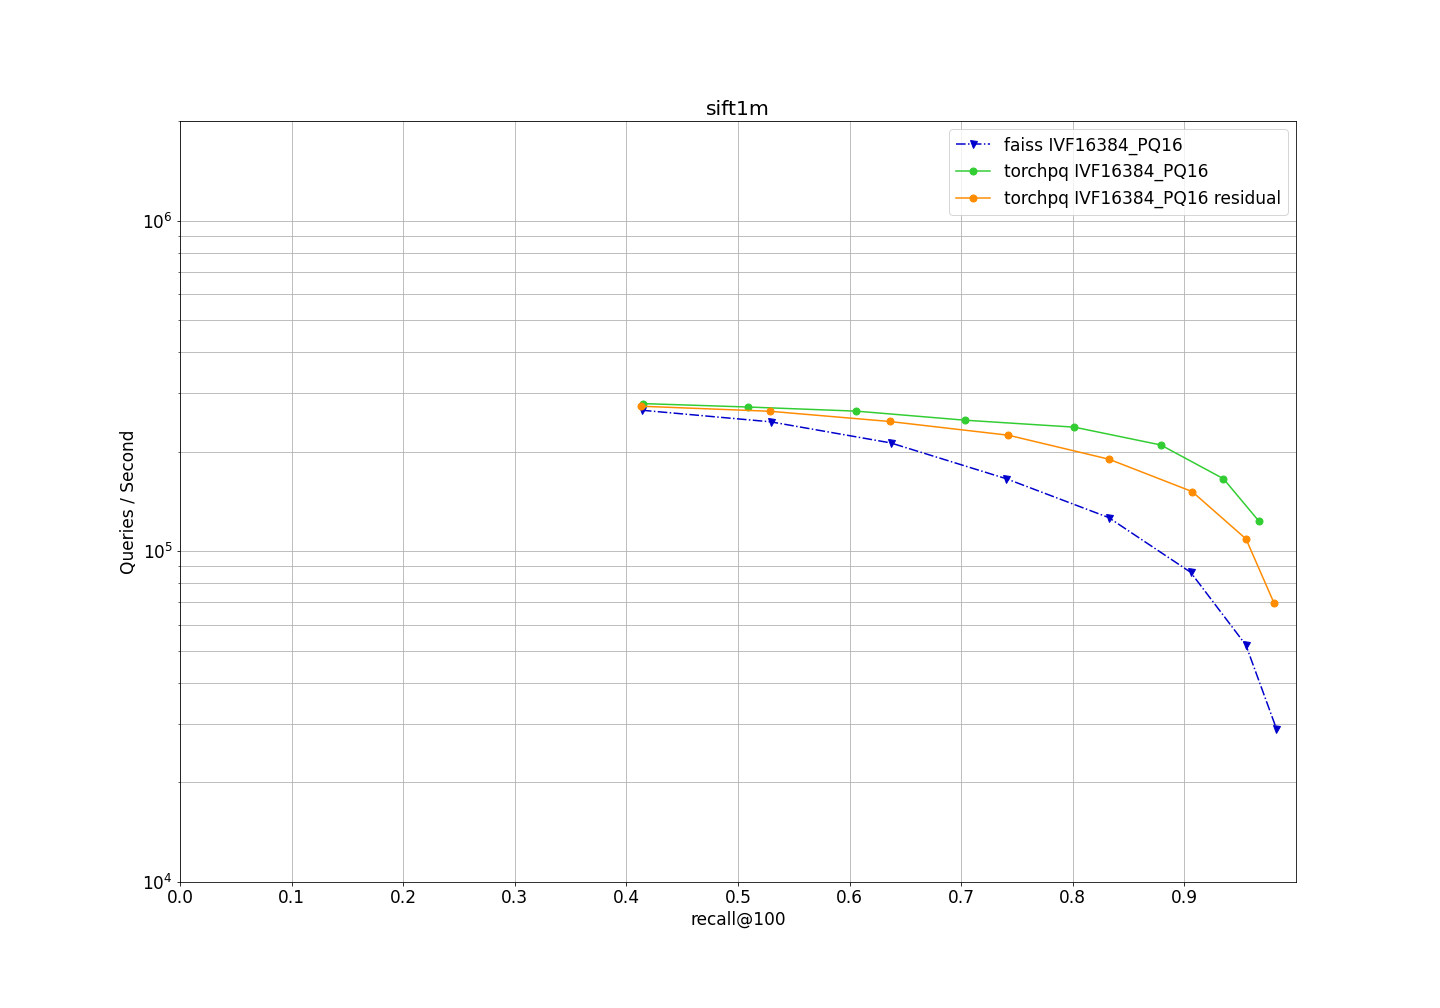 sift1m
faiss IVF16384_PQ16
torchpq IVF16384_PQ16
torchpq IVF16384_PQ16 residual
10^6
10^5
10^4
Queries / Second
0.0 0.1 0.2 0.3 0.4 0.5 0.6 0.7 0.8 0.9
recall@100